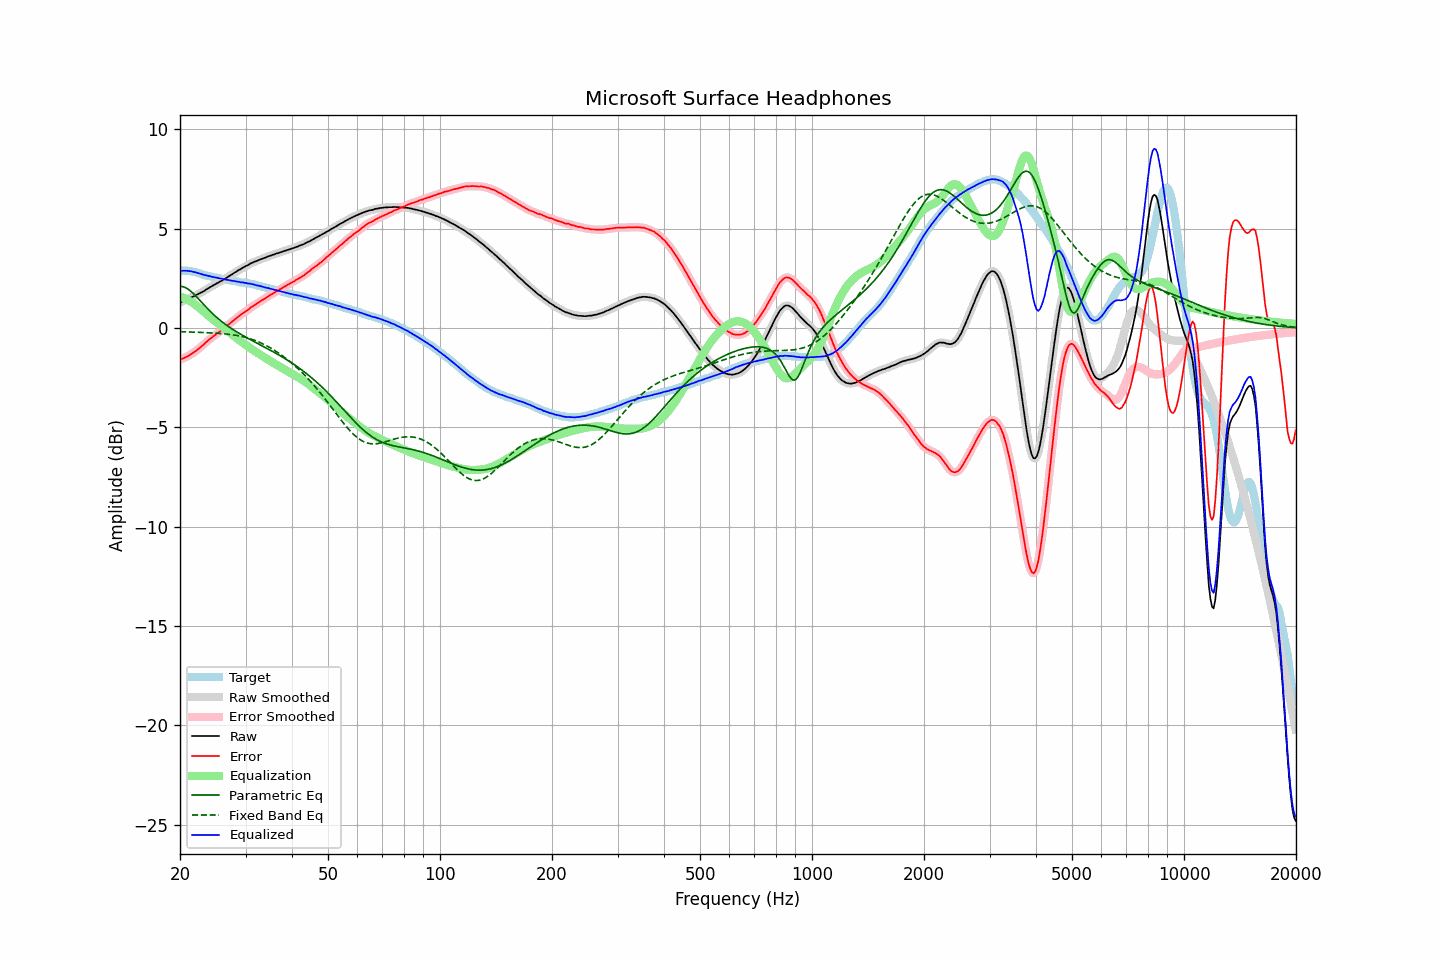 Microsoft Surface Headphones
10
5
0
−5
−10
−15
−20
−25
Amplitude (dBr)
Target
Raw Smoothed
Error Smoothed
Raw
Error
Equalization
Parametric Eq
Fixed Band Eq
Equalized
20 50 100 200 500 1000 2000 5000 10000 20000
Frequency (Hz)